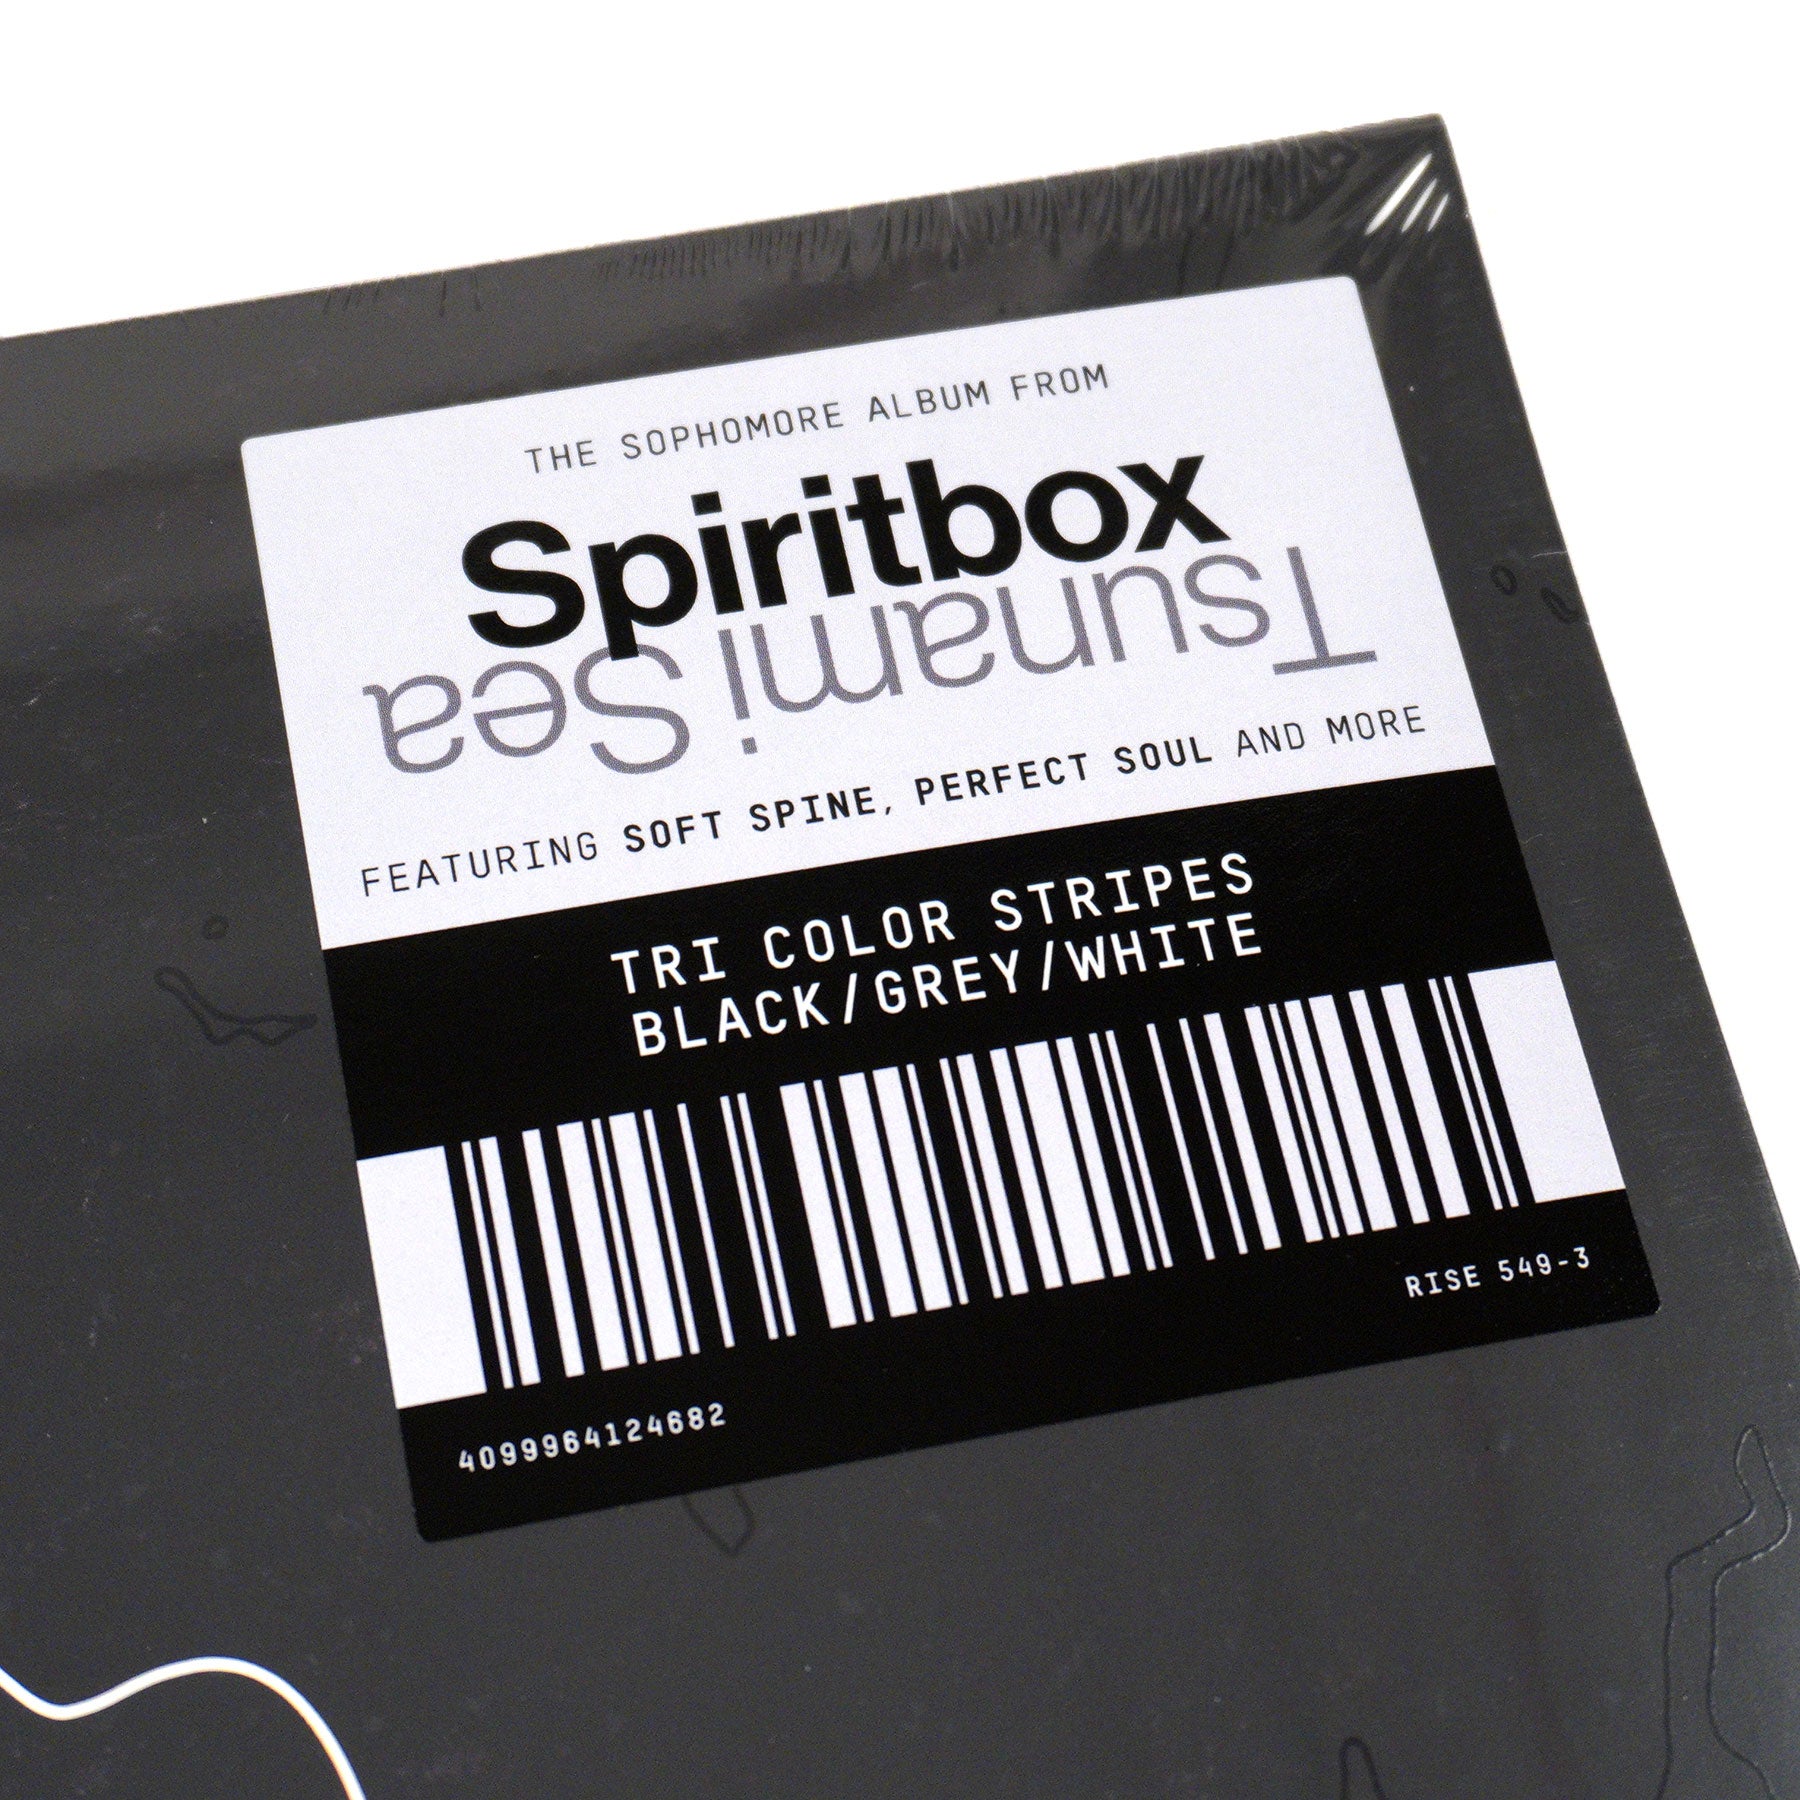 THE SOPHOMORE ALBUM FROM
Spiritbox
Tsunami Sea
FEATURING SOFT SPINE, PERFECT SOUL AND MORE
TRI COLOR STRIPES
BLACK/GREY/WHITE
RISE 549-3
4099964124682